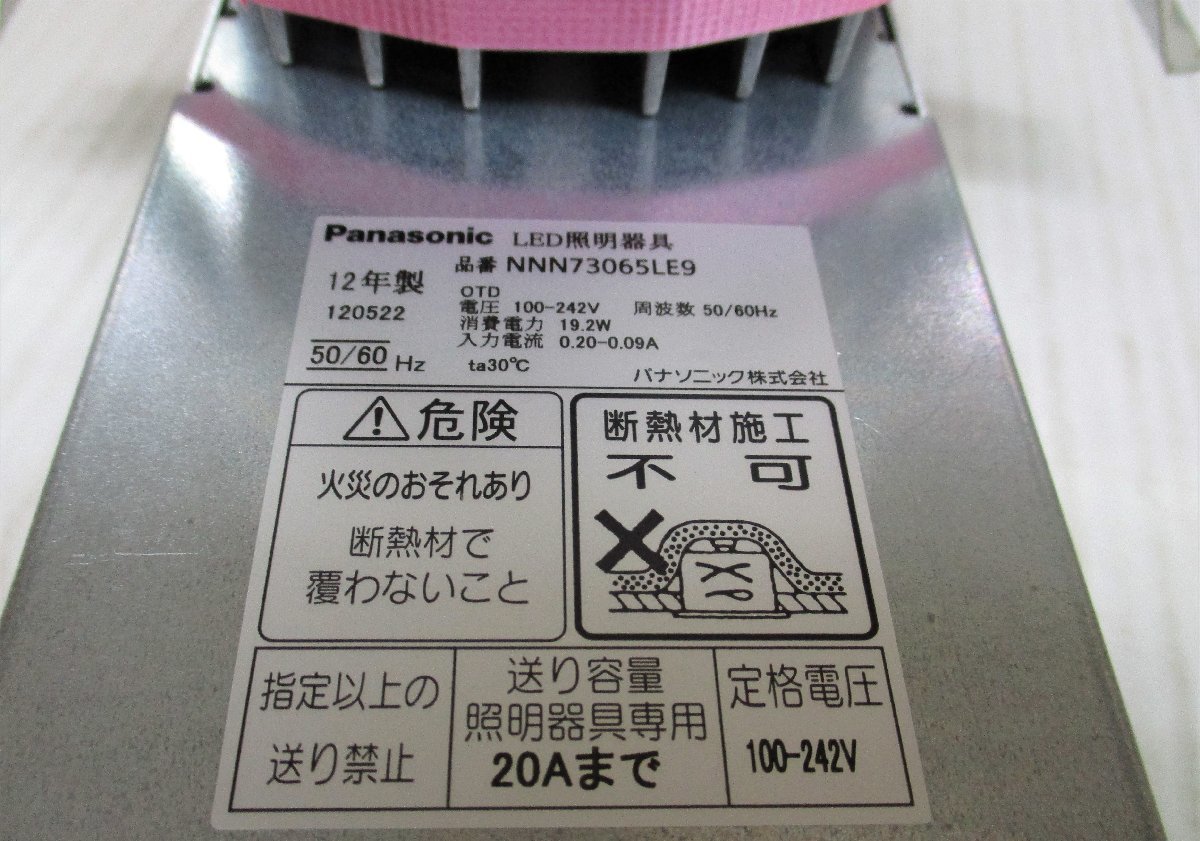 Panasonic LED照明器具
品番 NNN73065LE9
12年製
120522
50/60 Hz
OTD
電圧 100-242V 周波数 50/60Hz
消費電力 19.2W
入力電流 0.20-0.09A
ta30℃
パナソニック株式会社
危険
火災のおそれあり
断熱材で
覆わないこと
断熱材施工
不可
指定以上の
送り禁止
送り容量
照明器具専用
20Aまで
定格電圧
100-242V